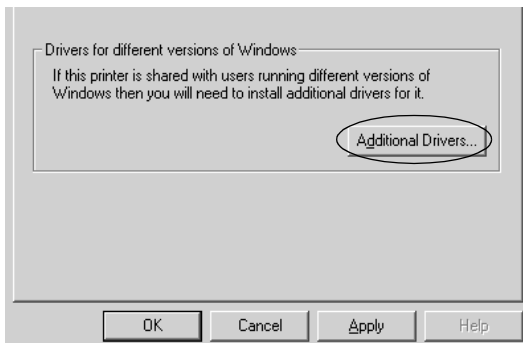 Drivers for different versions of Windows
If this printer is shared with users running different versions of
Windows then you will need to install additional drivers for it.
Additional Drivers...
OK Cancel Apply Help